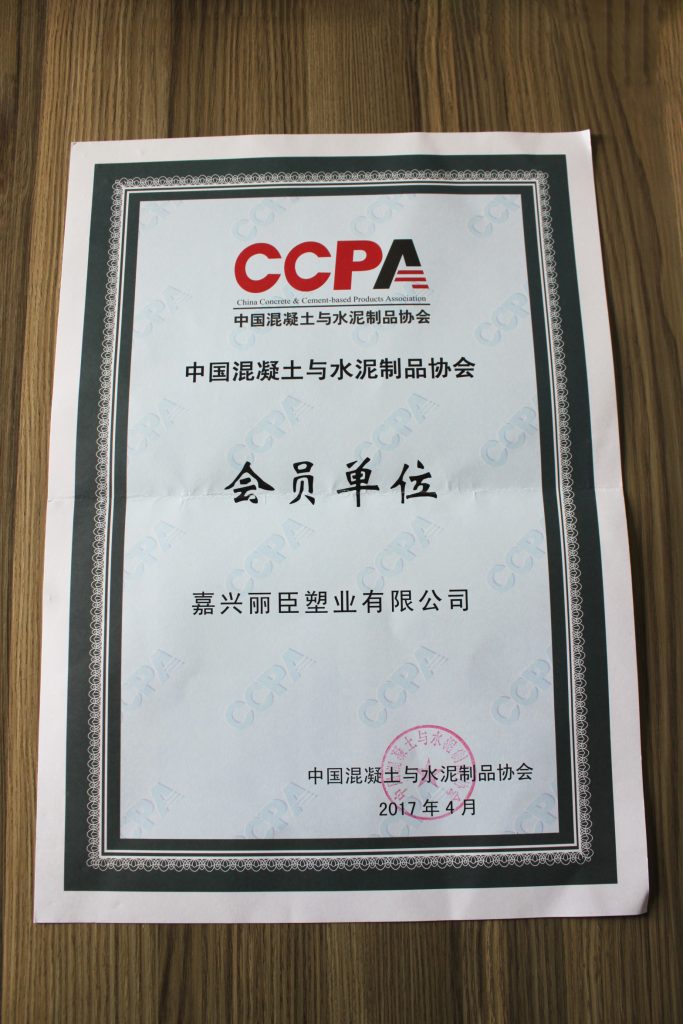 CCPA
China Concrete & Cement-based Products Association
中国混凝土与水泥制品协会
中国混凝土与水泥制品协会
会员单位
嘉兴丽臣塑业有限公司
中国混凝土与水泥制品协会
2017年4月